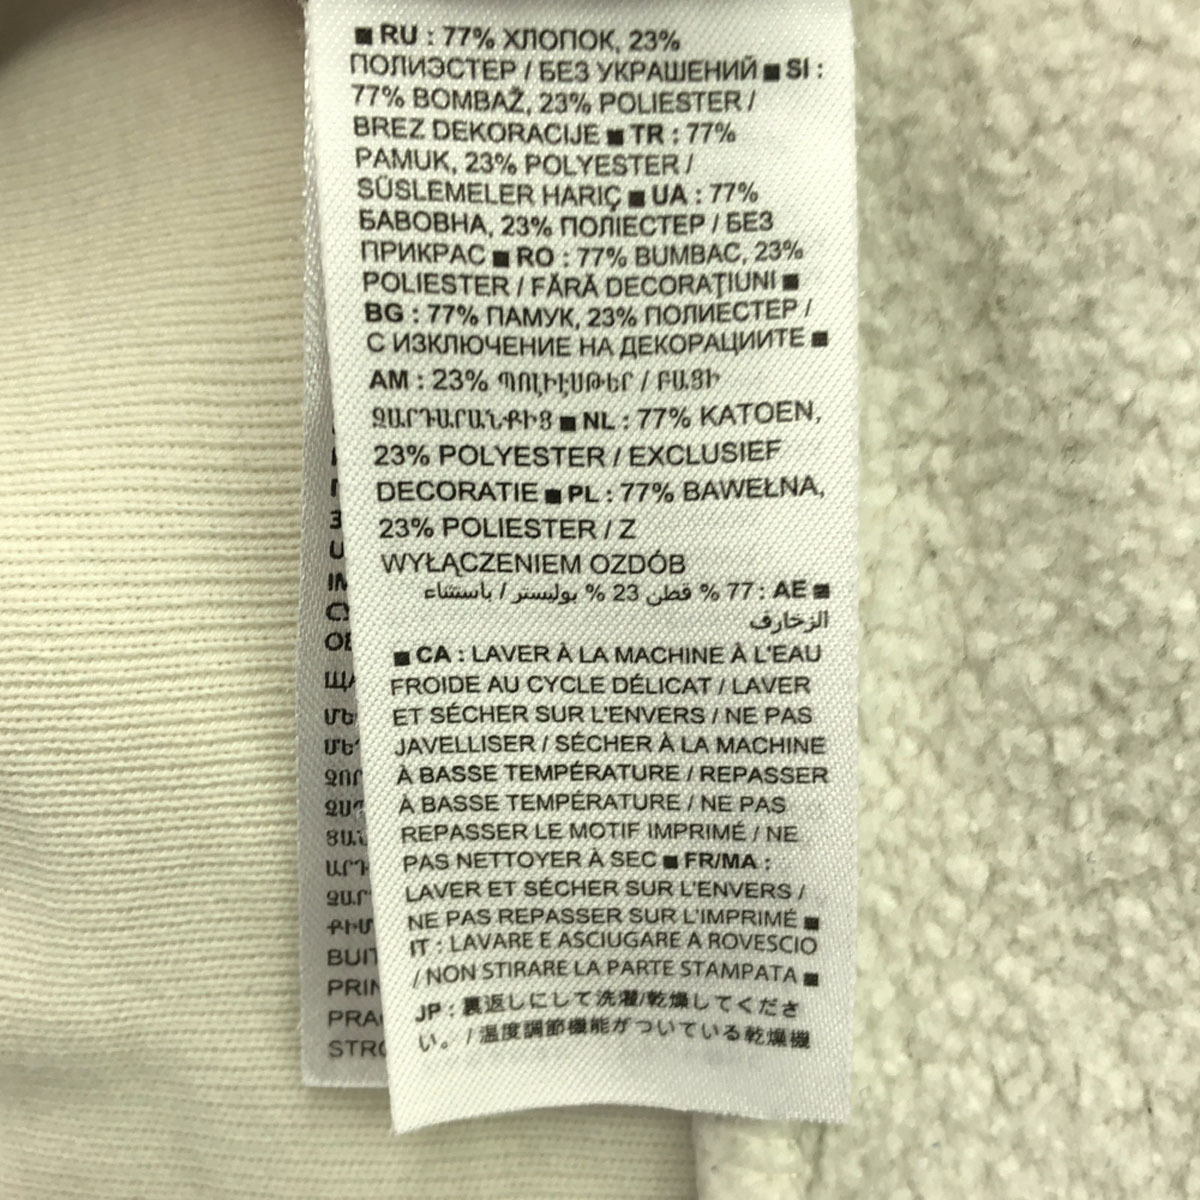 ■ RU : 77% ХЛОПОК, 23%
ПОЛИЭСТЕР / БЕЗ УКРАШЕНИЙ ■ SI :
77% BOMBAŽ, 23% POLIESTER /
BREZ DEKORACIJE ■ TR : 77%
PAMUK, 23% POLYESTER /
SÜSLEMELER HARIÇ ■ UA : 77%
БАВОВНА, 23% ПОЛІЕСТЕР / БЕЗ
ПРИКРАС ■ RO : 77% BUMBAC, 23%
POLIESTER / FĂRĂ DECORAŢIUNI ■
BG : 77% ПАМУК, 23% ПОЛИЕСТЕР /
С ИЗКЛЮЧЕНИЕ НА ДЕКОРАЦИИТЕ ■
AM : 23% ՊՈԼԻԷՍԹԵՐ / ԲԱՑԻ
ԶԱՐԴԱՐԱՆՔԻՑ ■ NL : 77% KATOEN,
23% POLYESTER / EXCLUSIEF
DECORATIE ■ PL : 77% BAWEŁNA,
23% POLIESTER / Z
WYŁĄCZENIEM OZDÓB
■ AE : 77 % قطن 23 % بوليستر / باستثناء
الزخارف
■ CA : LAVER À LA MACHINE À L'EAU
FROIDE AU CYCLE DÉLICAT / LAVER
ET SÉCHER SUR L'ENVERS / NE PAS
JAVELLISER / SÉCHER À LA MACHINE
À BASSE TEMPÉRATURE / REPASSER
À BASSE TEMPÉRATURE / NE PAS
REPASSER LE MOTIF IMPRIMÉ / NE
PAS NETTOYER À SEC ■ FR/MA :
LAVER ET SÉCHER SUR L'ENVERS /
NE PAS REPASSER SUR L'IMPRIMÉ ■
IT : LAVARE E ASCIUGARE A ROVESCIO
/ NON STIRARE LA PARTE STAMPATA ■
JP : 裏返しにして洗濯/乾燥してくださ
い。 / 温度調節機能がついている乾燥機